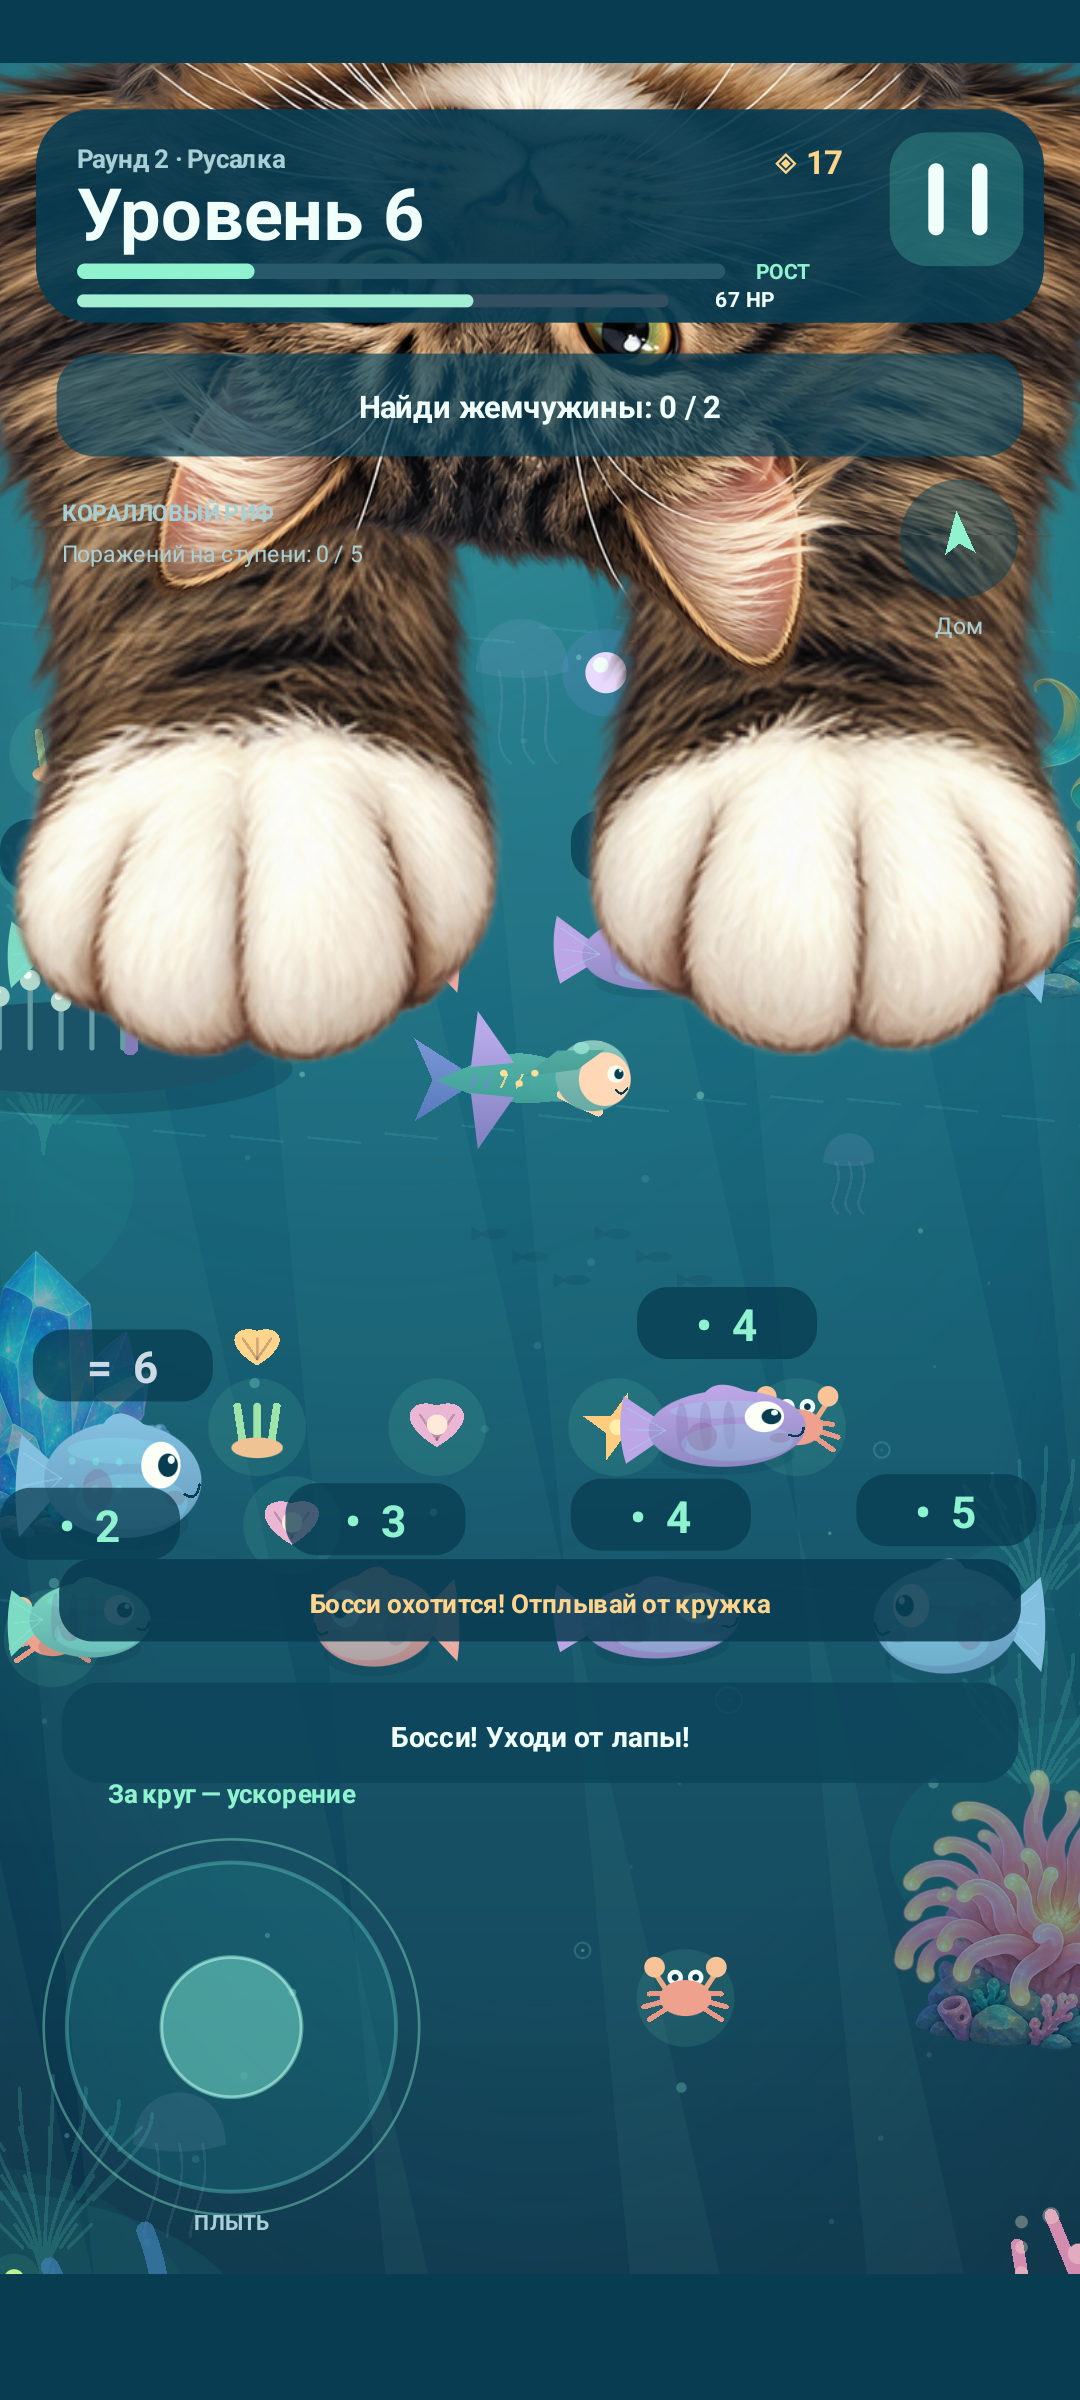 Раунд 2 · Русалка
17
Уровень 6
РОСТ
67 HP
Найди жемчужины: 0 / 2
КОРАЛЛОВЫЙ РИФ
Поражений на ступени: 0 / 5
Дом
• 4
= 6
• 2
• 3
• 4
• 5
Босси охотится! Отплывай от кружка
Босси! Уходи от лапы!
За круг — ускорение
ПЛЫТЬ